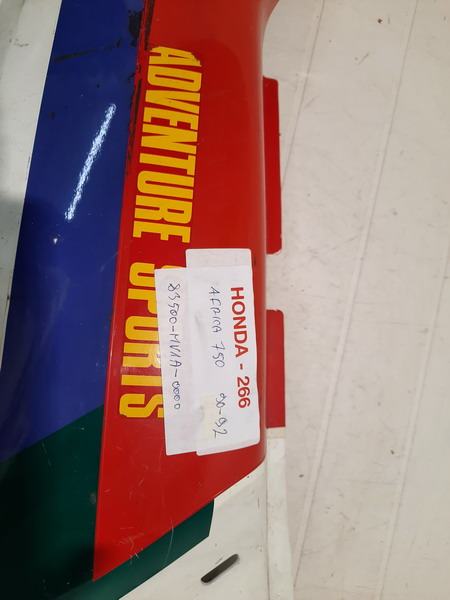 ADVENTURE SPORTS
HONDA - 266
AFRICA 750 90-92
83500-MV1A-0000